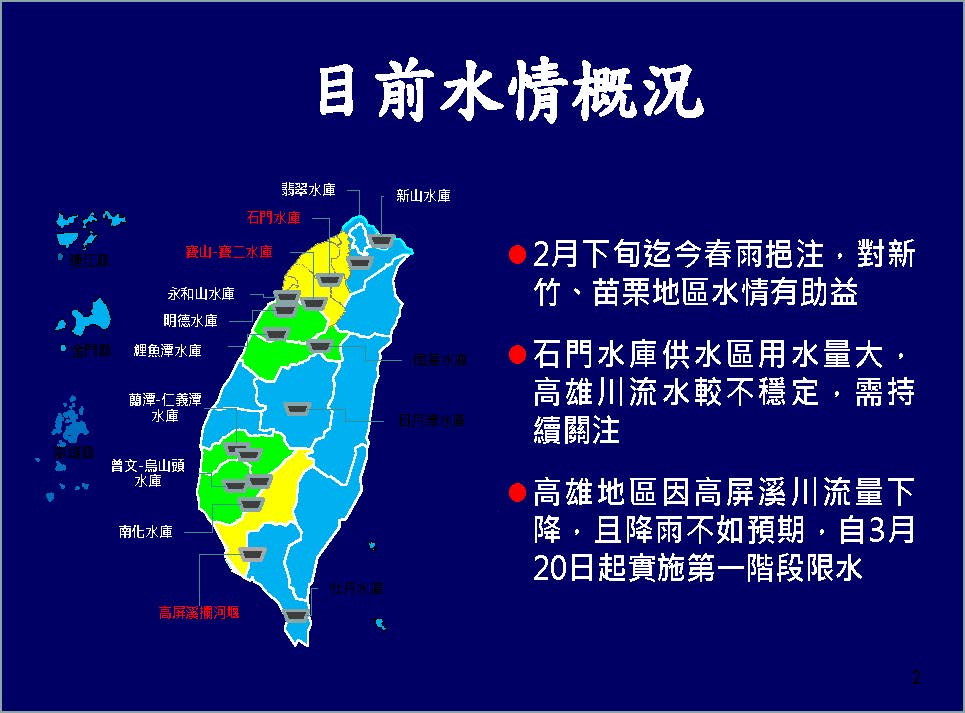 目前水情概況
翡翠水庫
新山水庫
石門水庫
寶山-寶二水庫
永和山水庫
明德水庫
鯉魚潭水庫
德基水庫
蘭潭-仁義潭
水庫
日月潭水庫
曾文-烏山頭
水庫
南化水庫
高屏溪攔河堰
牡丹水庫
連江縣
金門縣
澎湖縣
2月下旬迄今春雨挹注，對新
竹、苗栗地區水情有助益
石門水庫供水區用水量大，
高雄川流水較不穩定，需持
續關注
高雄地區因高屏溪川流量下
降，且降雨不如預期，自3月
20日起實施第一階段限水
2